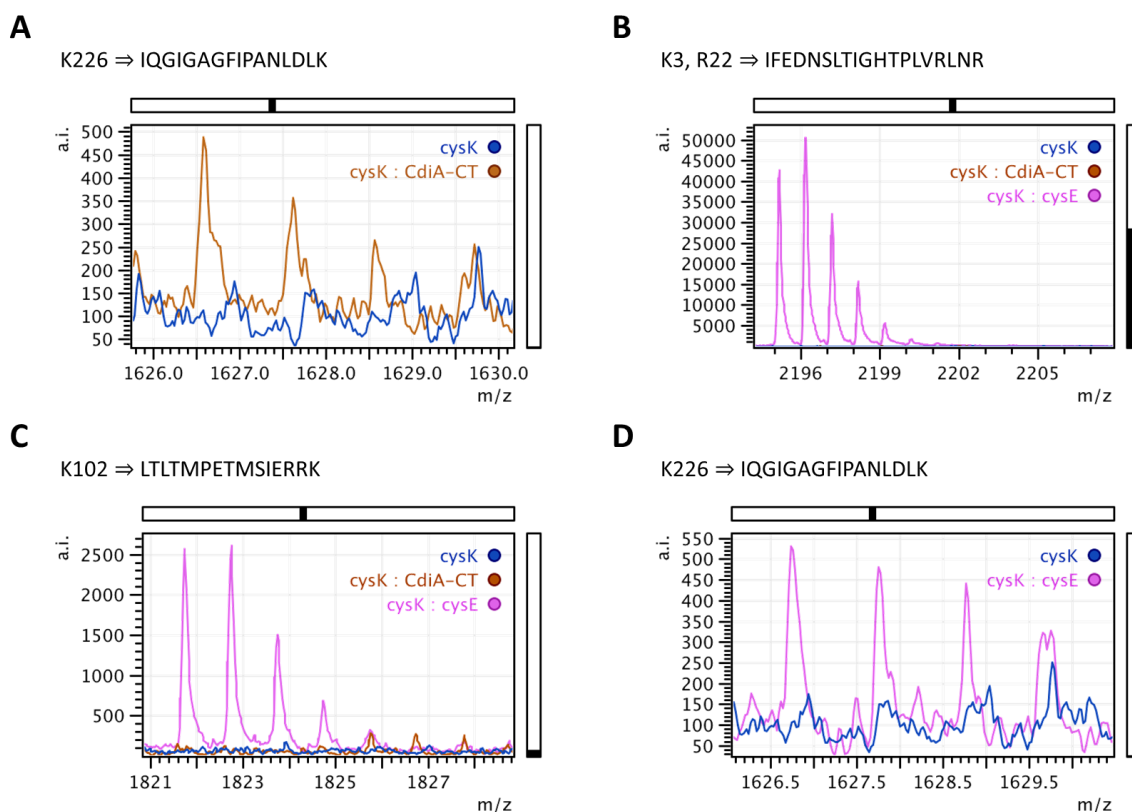 A
K226 ⇒ IQGIGAGFIPANLDLK
a.i.
500
450
400
350
300
250
200
150
100
50
cysK
cysK : CdiA-CT
1626.0 1627.0 1628.0 1629.0 1630.0
m/z
B
K3, R22 ⇒ IFEDNSLTIGHTPLVRLNR
a.i.
50000
45000
40000
35000
30000
25000
20000
15000
10000
5000
cysK
cysK : CdiA-CT
cysK : cysE
2196 2199 2202 2205
m/z
C
K102 ⇒ LTLTMPETMSIERRK
a.i.
2500
2000
1500
1000
500
cysK
cysK : CdiA-CT
cysK : cysE
1821 1823 1825 1827
m/z
D
K226 ⇒ IQGIGAGFIPANLDLK
a.i.
550
500
450
400
350
300
250
200
150
100
50
cysK
cysK : cysE
1626.5 1627.5 1628.5 1629.5
m/z